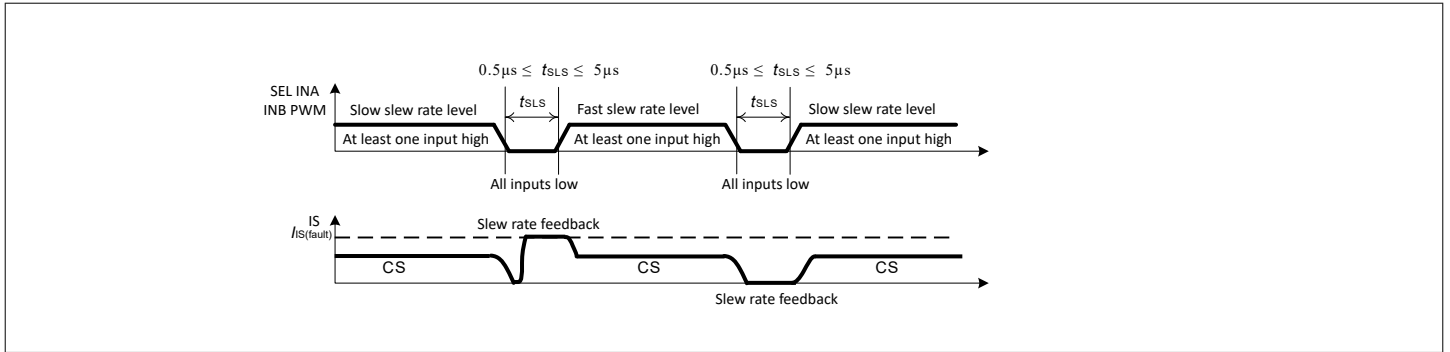 0.5µs ≤ tSLS ≤ 5µs 0.5µs ≤ tSLS ≤ 5µs
SEL INA
INB PWM
Slow slew rate level tSLS Fast slew rate level tSLS Slow slew rate level
At least one input high At least one input high At least one input high
All inputs low All inputs low
IS
IIS(fault)
Slew rate feedback
CS CS CS
Slew rate feedback